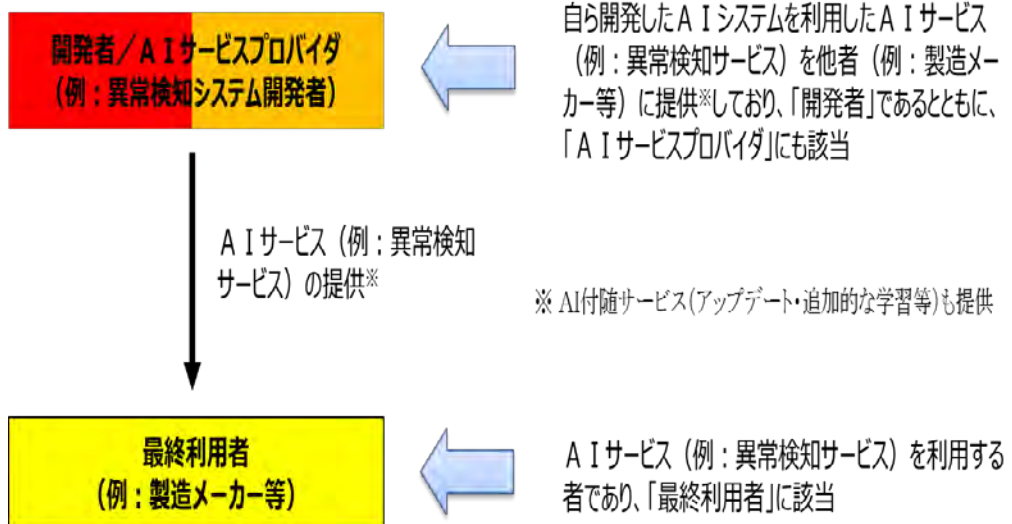 開発者/AIサービスプロバイダ
(例:異常検知システム開発者)
自ら開発したAIシステムを利用したAIサービス
(例:異常検知サービス)を他者(例:製造メー
カー等)に提供※しており、「開発者」であるとともに、
「AIサービスプロバイダ」にも該当
AIサービス(例:異常検知
サービス)の提供※
※ AI付随サービス(アップデート・追加的な学習等)も提供
最終利用者
(例:製造メーカー等)
AIサービス(例:異常検知サービス)を利用する
者であり、「最終利用者」に該当